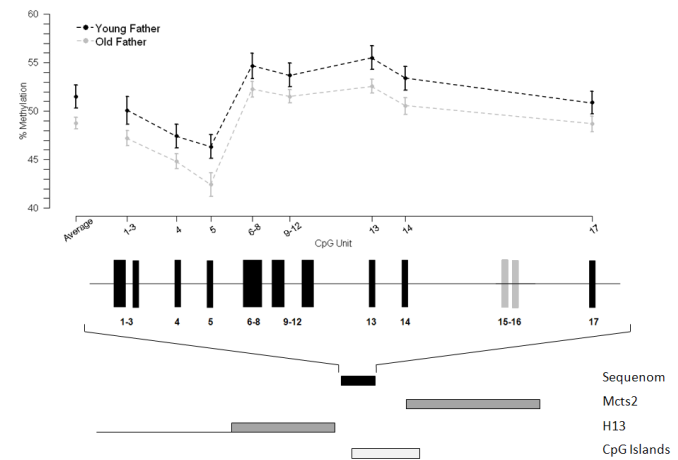 60
55
50
45
40
% Methylation
Young Father
Old Father
Average
1-3
4
5
6-8
9-12
13
14
17
CpG Unit
1-3 4 5 6-8 9-12 13 14 15-16 17
Sequenom
Mcts2
H13
CpG Islands